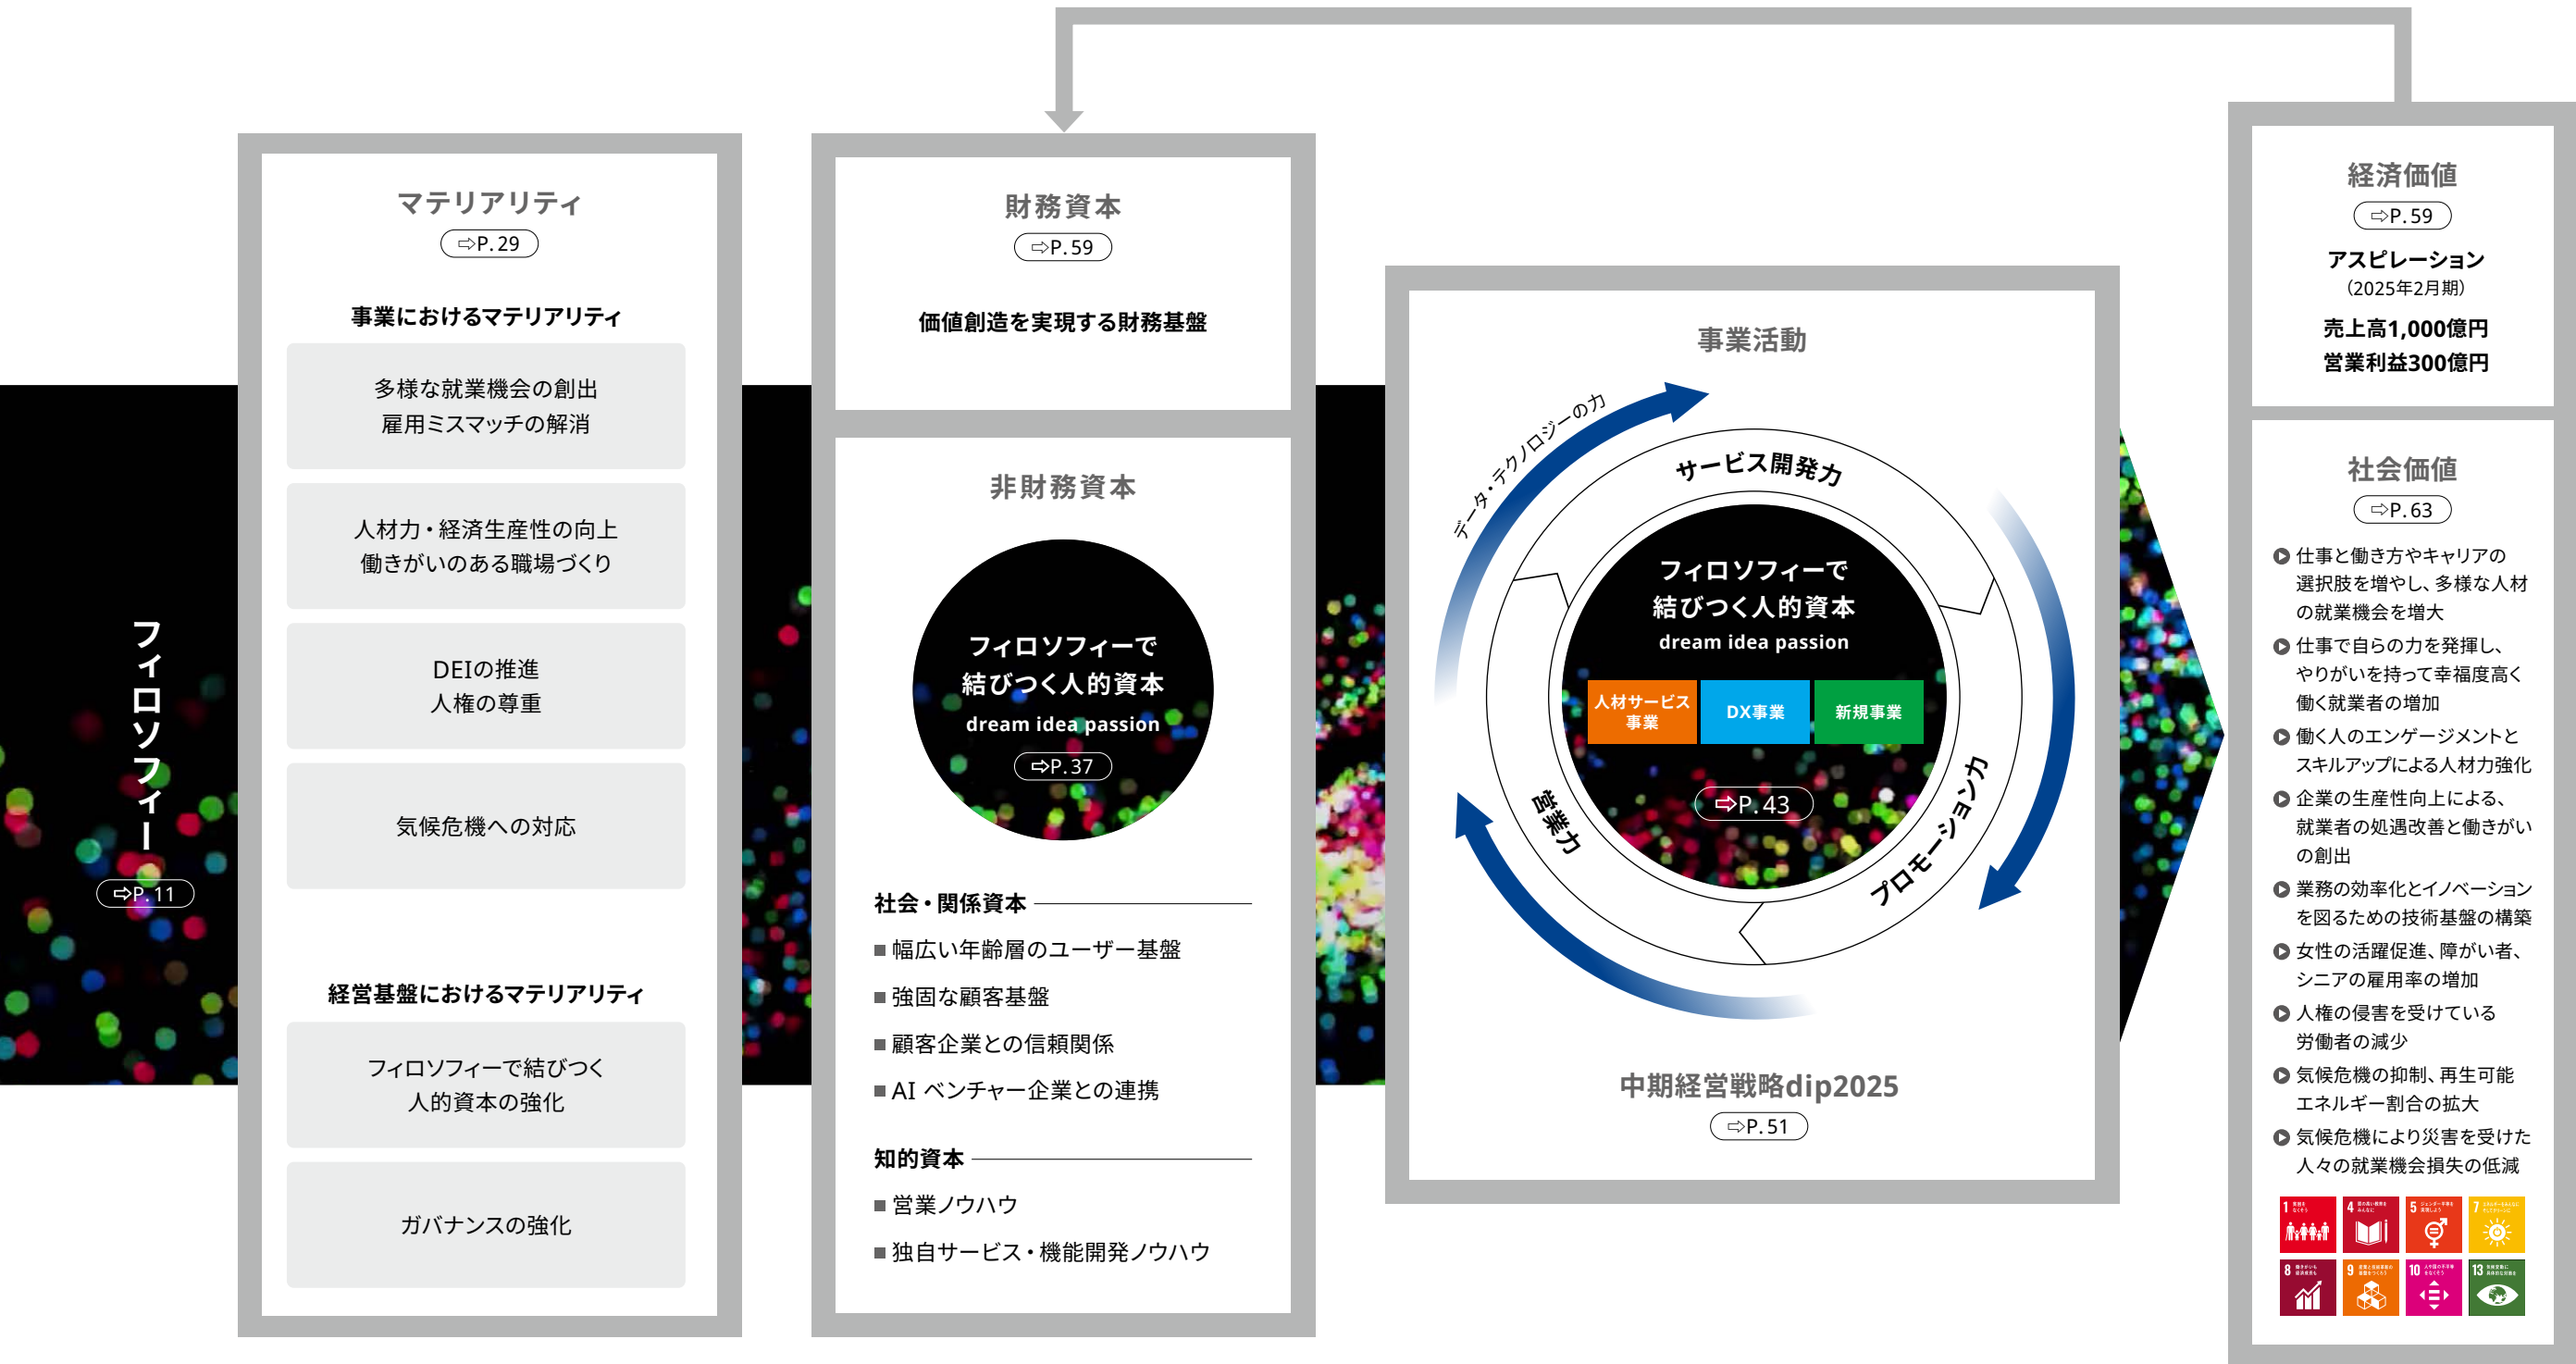 フィロソフィー
⇨P.11
マテリアリティ
⇨P.29
事業におけるマテリアリティ
多様な就業機会の創出
雇用ミスマッチの解消
人材力・経済生産性の向上
働きがいのある職場づくり
DEIの推進
人権の尊重
気候危機への対応
経営基盤におけるマテリアリティ
フィロソフィーで結びつく
人的資本の強化
ガバナンスの強化
財務資本
⇨P.59
価値創造を実現する財務基盤
非財務資本
フィロソフィーで
結びつく人的資本
dream idea passion
⇨P.37
社会・関係資本
■幅広い年齢層のユーザー基盤
■強固な顧客基盤
■顧客企業との信頼関係
■AI ベンチャー企業との連携
知的資本
■営業ノウハウ
■独自サービス・機能開発ノウハウ
事業活動
データ・テクノロジーの力
サービス開発力
プロモーション力
営業力
フィロソフィーで
結びつく人的資本
dream idea passion
人材サービス
事業
DX事業
新規事業
⇨P.43
中期経営戦略dip2025
⇨P.51
経済価値
⇨P.59
アスピレーション
（2025年2月期）
売上高1,000億円
営業利益300億円
社会価値
⇨P.63
仕事と働き方やキャリアの
選択肢を増やし、多様な人材
の就業機会を増大
仕事で自らの力を発揮し、
やりがいを持って幸福度高く
働く就業者の増加
働く人のエンゲージメントと
スキルアップによる人材力強化
企業の生産性向上による、
就業者の処遇改善と働きがい
の創出
業務の効率化とイノベーション
を図るための技術基盤の構築
女性の活躍促進、障がい者、
シニアの雇用率の増加
人権の侵害を受けている
労働者の減少
気候危機の抑制、再生可能
エネルギー割合の拡大
気候危機により災害を受けた
人々の就業機会損失の低減
1
4
5
7
8
9
10
13